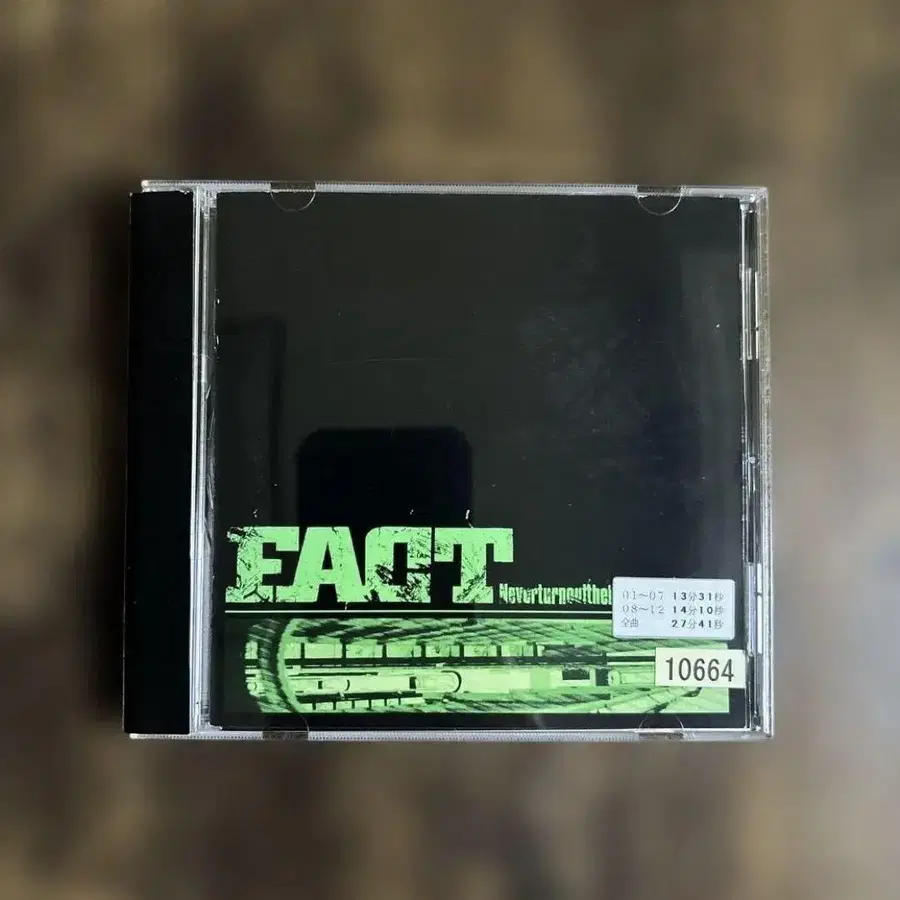 FACT
Neverturnoutthe
01～07 13分31秒
08～12 14分10秒
全曲 27分41秒
10664